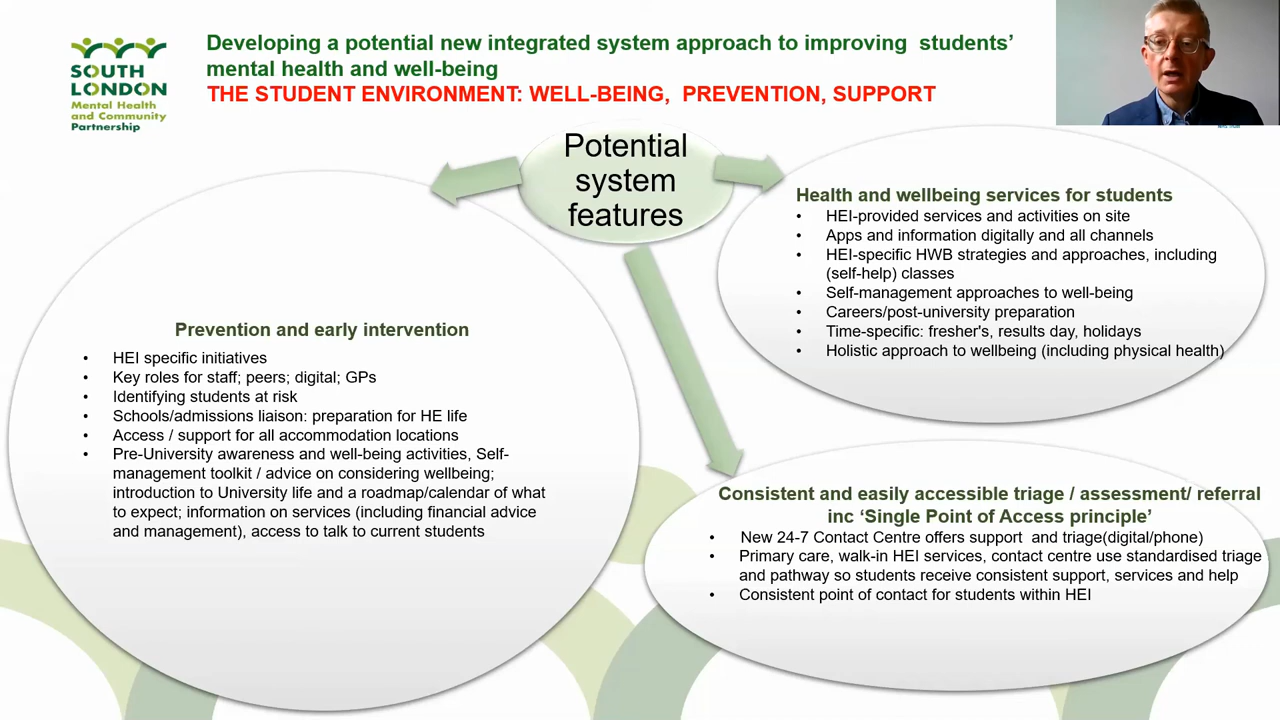 SOUTH
LONDON
Mental Health
and Community
Partnership
Developing a potential new integrated system approach to improving  students’
mental health and well-being
THE STUDENT ENVIRONMENT: WELL-BEING,  PREVENTION, SUPPORT
Potential
system
features
Prevention and early intervention
• HEI specific initiatives
• Key roles for staff; peers; digital; GPs
• Identifying students at risk
• Schools/admissions liaison: preparation for HE life
• Access / support for all accommodation locations
• Pre-University awareness and well-being activities, Self-
management toolkit / advice on considering wellbeing;
introduction to University life and a roadmap/calendar of what
to expect; information on services (including financial advice
and management), access to talk to current students
Health and wellbeing services for students
• HEI-provided services and activities on site
• Apps and information digitally and all channels
• HEI-specific HWB strategies and approaches, including
(self-help) classes
• Self-management approaches to well-being
• Careers/post-university preparation
• Time-specific: fresher's, results day, holidays
• Holistic approach to wellbeing (including physical health)
Consistent and easily accessible triage / assessment/ referral
inc ‘Single Point of Access principle’
• New 24-7 Contact Centre offers support  and triage(digital/phone)
• Primary care, walk-in HEI services, contact centre use standardised triage
and pathway so students receive consistent support, services and help
• Consistent point of contact for students within HEI